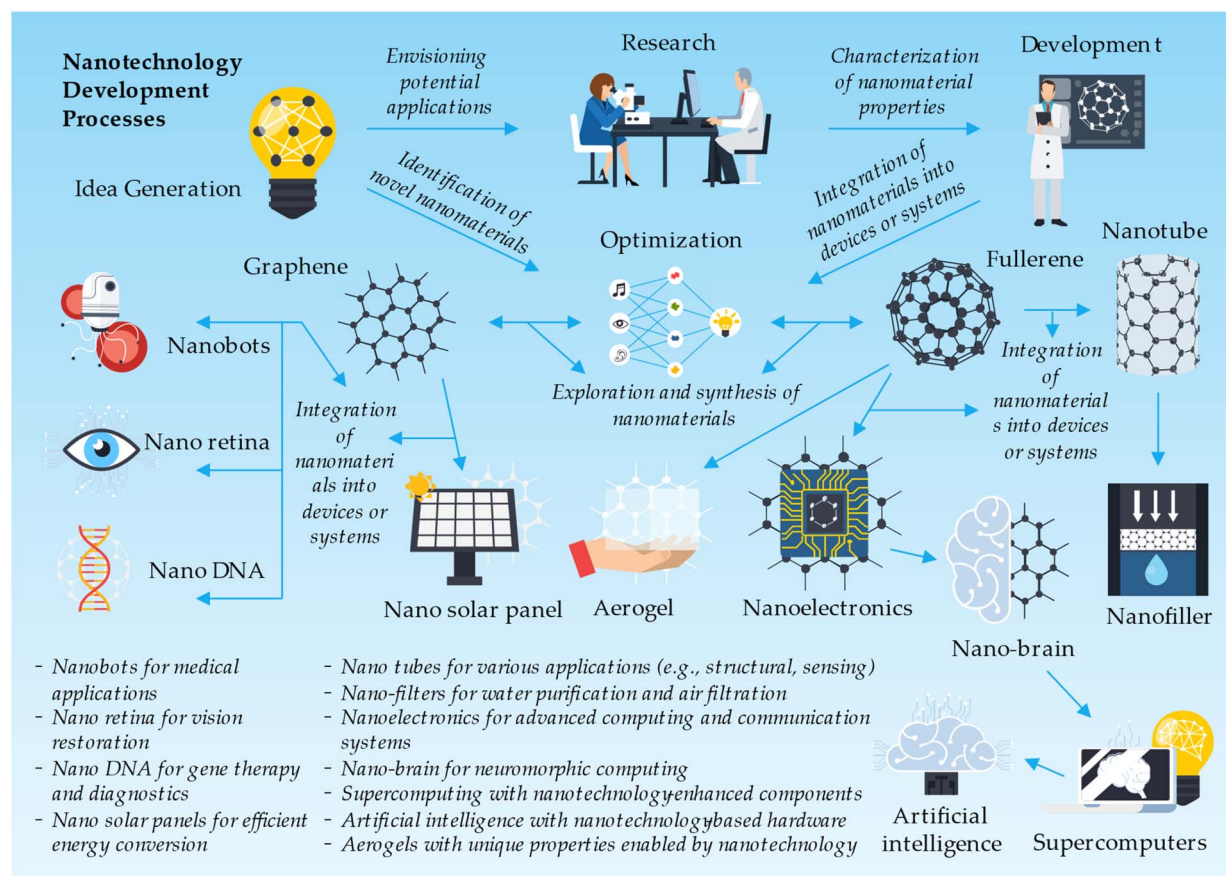 Nanotechnology
Development
Processes
Idea Generation
Envisioning
potential
applications
Research
Characterization
of nanomaterial
properties
Development
Identification of
novel nanomaterials
Optimization
Integration of
nanomaterials into
devices or systems
Graphene
Fullerene
Nanotube
Nanobots
Nano retina
Nano DNA
Integration
of
nanomateri
als into
devices or
systems
Exploration and synthesis of
nanomaterials
Integration
of
nanomaterial
s into devices
or systems
Nano solar panel
Aerogel
Nanoelectronics
Nano-brain
Nanofiller
- Nanobots for medical
applications
- Nano retina for vision
restoration
- Nano DNA for gene therapy
and diagnostics
- Nano solar panels for efficient
energy conversion
- Nano tubes for various applications (e.g., structural, sensing)
- Nano-filters for water purification and air filtration
- Nanoelectronics for advanced computing and communication
systems
- Nano-brain for neuromorphic computing
- Supercomputing with nanotechnology-enhanced components
- Artificial intelligence with nanotechnology-based hardware
- Aerogels with unique properties enabled by nanotechnology
Artificial
intelligence
Supercomputers